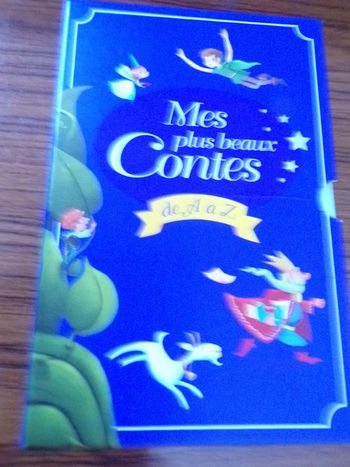 Mes
plus beaux
Contes
de A à Z